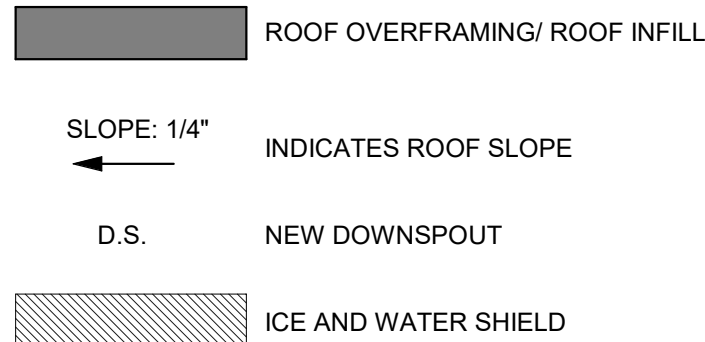 ROOF OVERFRAMING/ ROOF INFILL
SLOPE: 1/4"
INDICATES ROOF SLOPE
D.S.
NEW DOWNSPOUT
ICE AND WATER SHIELD